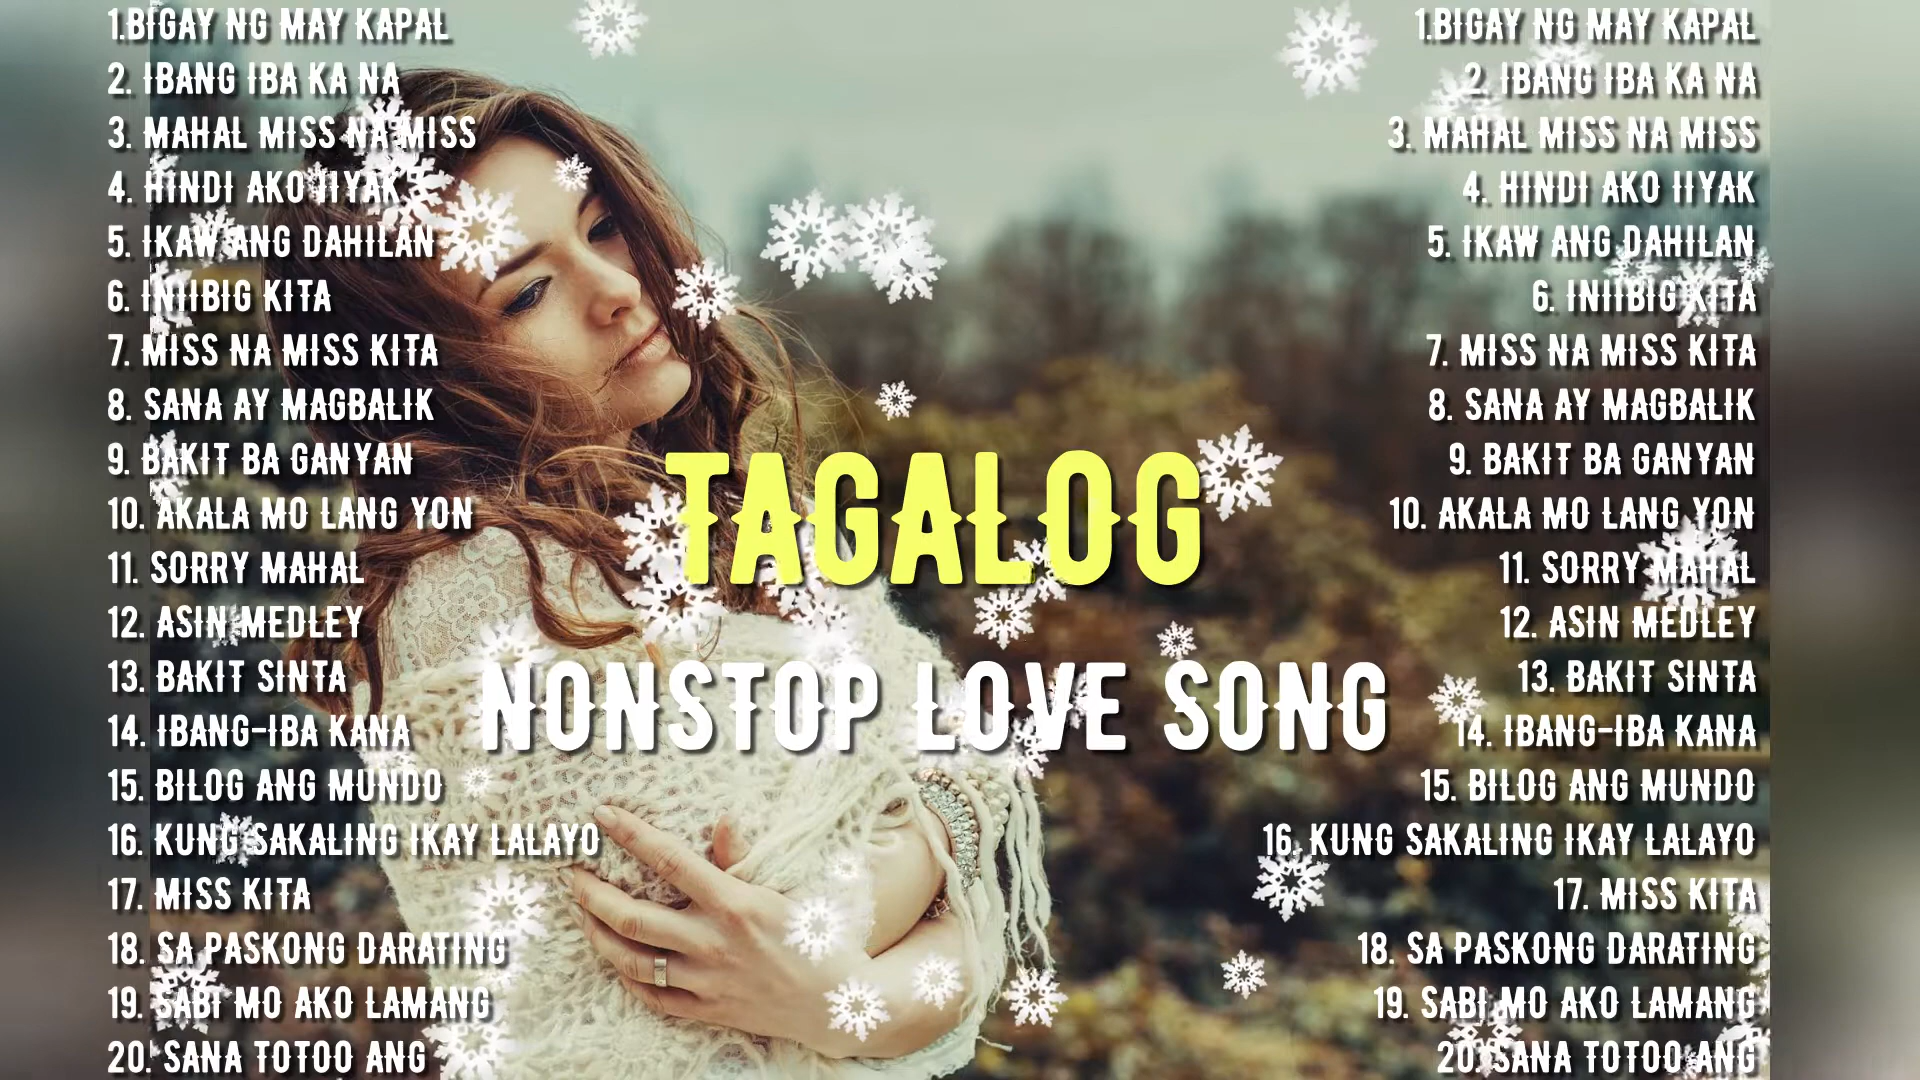 1.BIGAY NG MAY KAPAL
2. IBANG IBA KA NA
3. MAHAL MISS NA MISS
4. HINDI AKO IIYAK
5. IKAW ANG DAHILAN
6. INIIBIG KITA
7. MISS NA MISS KITA
8. SANA AY MAGBALIK
9. BAKIT BA GANYAN
10. AKALA MO LANG YON
11. SORRY MAHAL
12. ASIN MEDLEY
13. BAKIT SINTA
14. IBANG-IBA KANA
15. BILOG ANG MUNDO
16. KUNG SAKALING IKAY LALAYO
17. MISS KITA
18. SA PASKONG DARATING
19. SABI MO AKO LAMANG
20. SANA TOTOO ANG
TAGALOG
NONSTOP LOVE SONG
1.BIGAY NG MAY KAPAL
2. IBANG IBA KA NA
3. MAHAL MISS NA MISS
4. HINDI AKO IIYAK
5. IKAW ANG DAHILAN
6. INIIBIG KITA
7. MISS NA MISS KITA
8. SANA AY MAGBALIK
9. BAKIT BA GANYAN
10. AKALA MO LANG YON
11. SORRY MAHAL
12. ASIN MEDLEY
13. BAKIT SINTA
14. IBANG-IBA KANA
15. BILOG ANG MUNDO
16. KUNG SAKALING IKAY LALAYO
17. MISS KITA
18. SA PASKONG DARATING
19. SABI MO AKO LAMANG
20. SANA TOTOO ANG